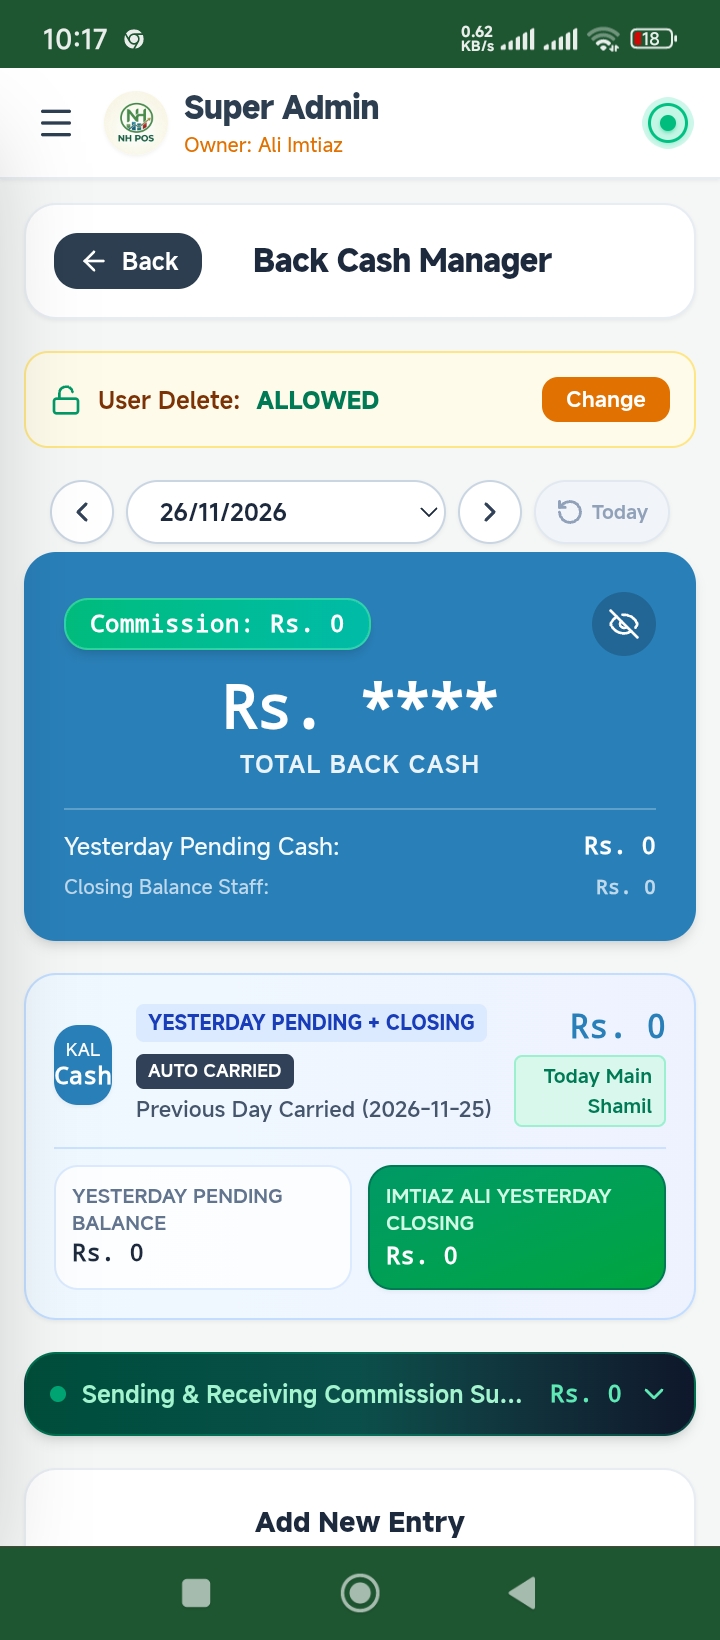 10:17
0.62
KB/s
18
NH
NH POS
Super Admin
Owner: Ali Imtiaz
Back
Back Cash Manager
User Delete: ALLOWED
Change
26/11/2026
Today
Commission: Rs. 0
Rs. ****
TOTAL BACK CASH
Yesterday Pending Cash: Rs. 0
Closing Balance Staff: Rs. 0
KAL
Cash
YESTERDAY PENDING + CLOSING
AUTO CARRIED
Previous Day Carried (2026-11-25)
Rs. 0
Today Main
Shamil
YESTERDAY PENDING
BALANCE
Rs. 0
IMTIAZ ALI YESTERDAY
CLOSING
Rs. 0
Sending & Receiving Commission Su... Rs. 0
Add New Entry